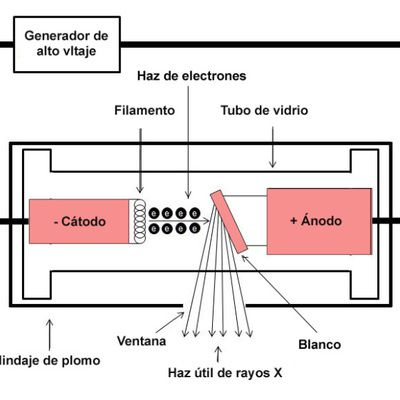 Generador de
alto vltaje
Haz de electrones
Filamento
Tubo de vidrio
- Cátodo
e e e e
e e e e
+ Ánodo
Ventana
Blanco
lindaje de plomo
Haz útil de rayos X